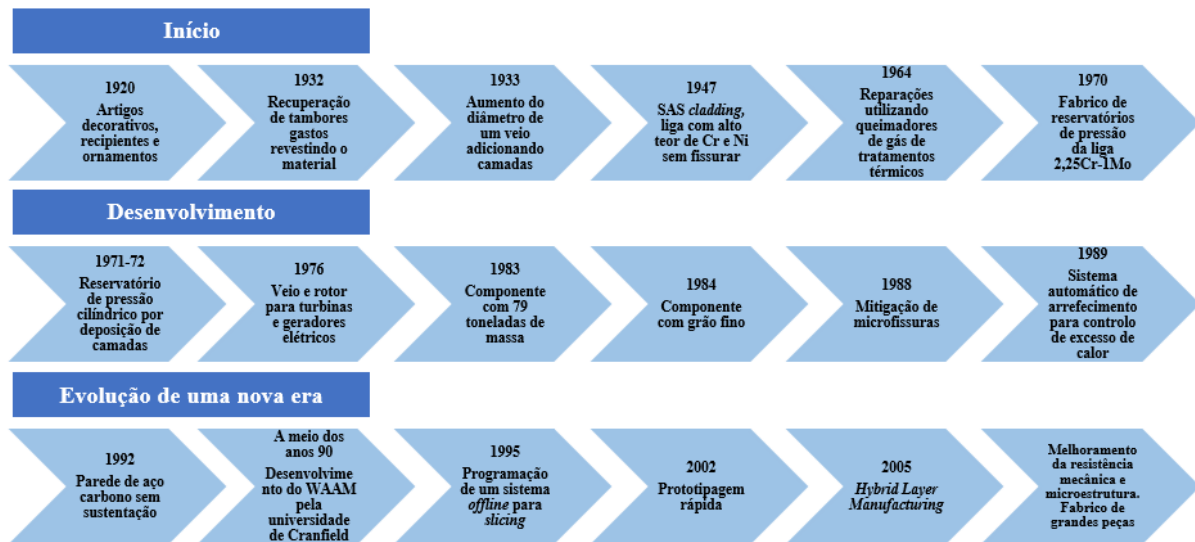 Início
1920
Artigos
decorativos,
recipientes e
ornamentos
1932
Recuperação
de tambores
gastos
revestindo o
material
1933
Aumento do
diâmetro de
um veio
adicionando
camadas
1947
SAS cladding,
liga com alto
teor de Cr e Ni
sem fissurar
1964
Reparações
utilizando
queimadores
de gás de
tratamentos
térmicos
1970
Fabrico de
reservatórios
de pressão
da liga
2,25Cr-1Mo
Desenvolvimento
1971-72
Reservatório
de pressão
cilíndrico por
deposição de
camadas
1976
Veio e rotor
para turbinas
e geradores
elétricos
1983
Componente
com 79
toneladas de
massa
1984
Componente
com grão fino
1988
Mitigação de
microfissuras
1989
Sistema
automático de
arrefecimento
para controlo
de excesso de
calor
Evolução de uma nova era
1992
Parede de aço
carbono sem
sustentação
A meio dos
anos 90
Desenvolvime
nto do WAAM
pela
universidade
de Cranfield
1995
Programação
de um sistema
offline para
slicing
2002
Prototipagem
rápida
2005
Hybrid Layer
Manufacturing
Melhoramento
da resistência
mecânica e
microestrutura.
Fabrico de
grandes peças